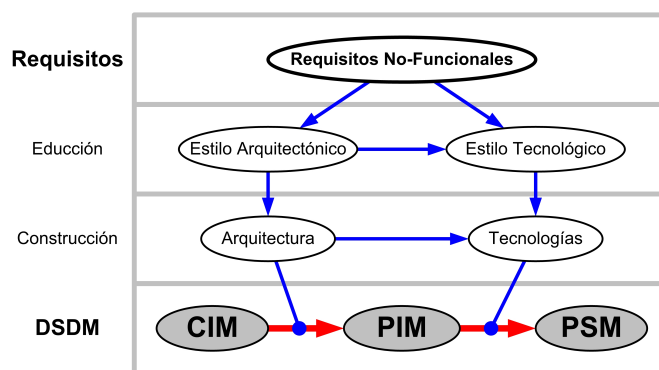 Requisitos
Requisitos No-Funcionales
Educción
Estilo Arquitectónico
Estilo Tecnológico
Construcción
Arquitectura
Tecnologías
DSDM
CIM
PIM
PSM